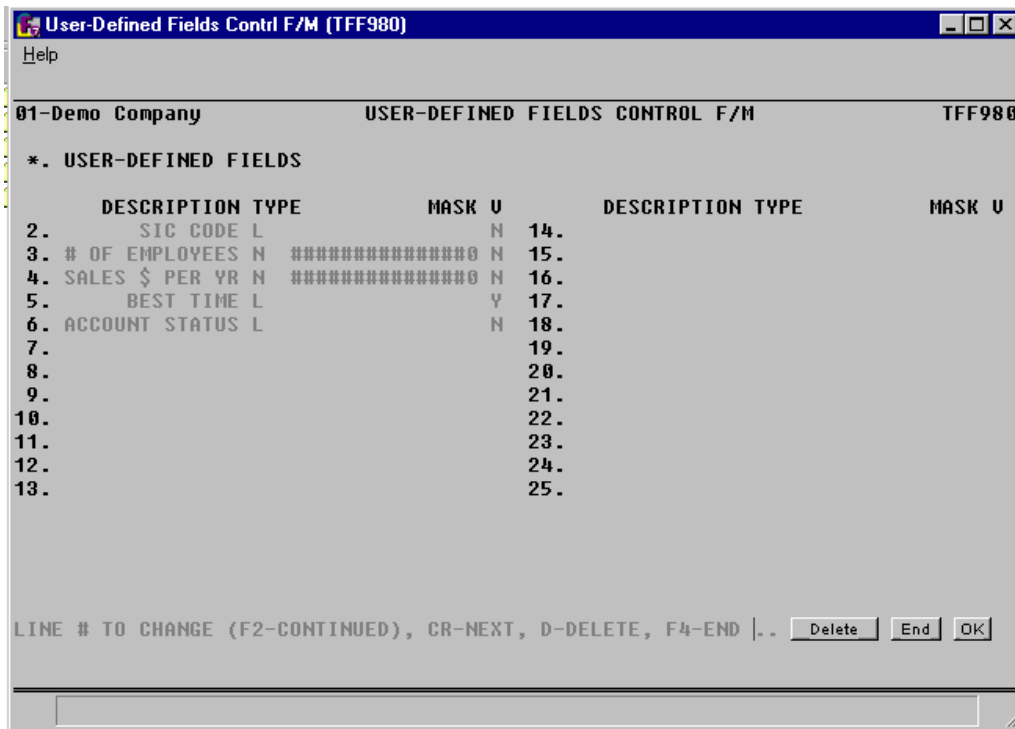 User-Defined Fields Contrl F/M (TFF980)
Help
01-Demo Company USER-DEFINED FIELDS CONTROL F/M TFF980
*. USER-DEFINED FIELDS
DESCRIPTION TYPE MASK V DESCRIPTION TYPE MASK V
2. SIC CODE L N 14.
3. # OF EMPLOYEES N ###############0 N 15.
4. SALES $ PER YR N ###############0 N 16.
5. BEST TIME L Y 17.
6. ACCOUNT STATUS L N 18.
7. 19.
8. 20.
9. 21.
10. 22.
11. 23.
12. 24.
13. 25.
LINE # TO CHANGE (F2-CONTINUED), CR-NEXT, D-DELETE, F4-END .. Delete End OK